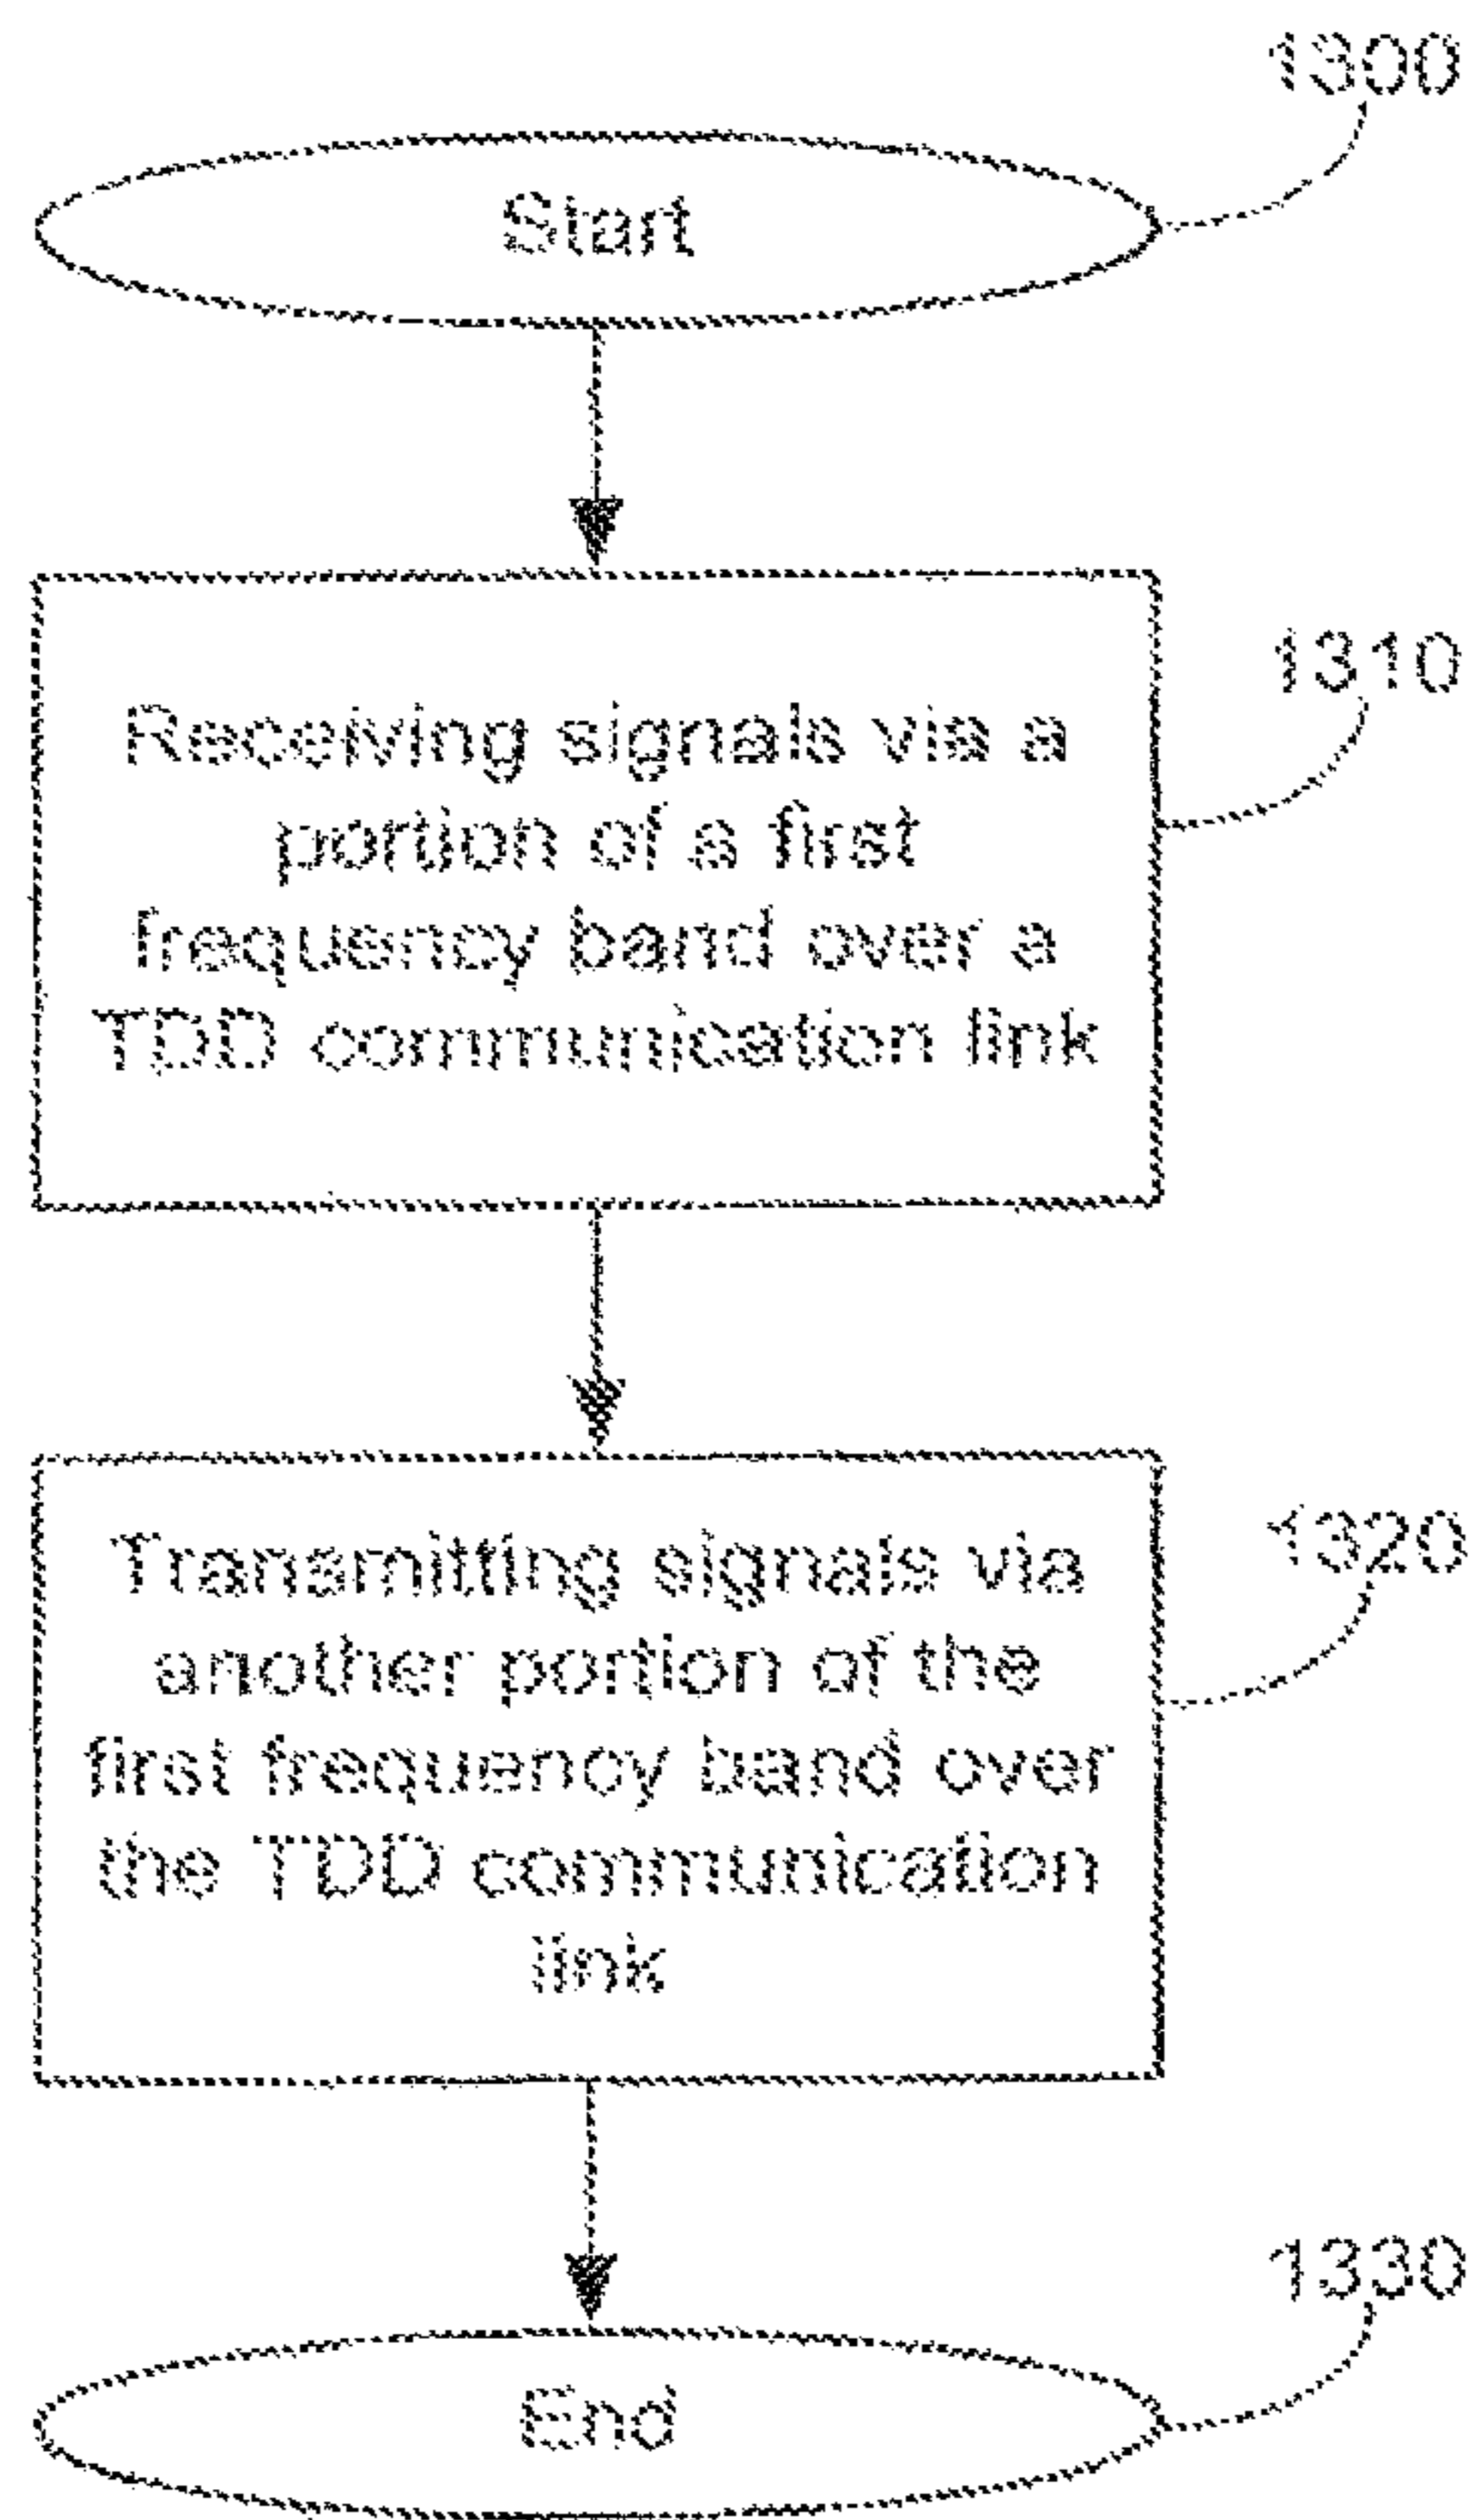 1300
Start
1310
Receiving signals via a
portion of a first
frequency band over a
TDD communication link
1320
Transmitting signals via
another portion of the
first frequency band over
the TDD communication
link
1330
End